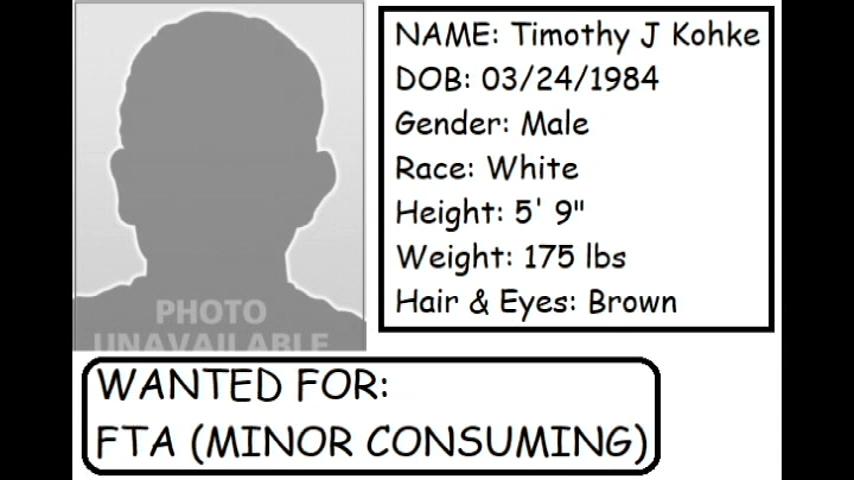 NAME: Timothy J Kohke
DOB: 03/24/1984
Gender: Male
Race: White
Height: 5' 9"
Weight: 175 lbs
Hair & Eyes: Brown
PHOTO
UNAVAILABLE
WANTED FOR:
FTA (MINOR CONSUMING)